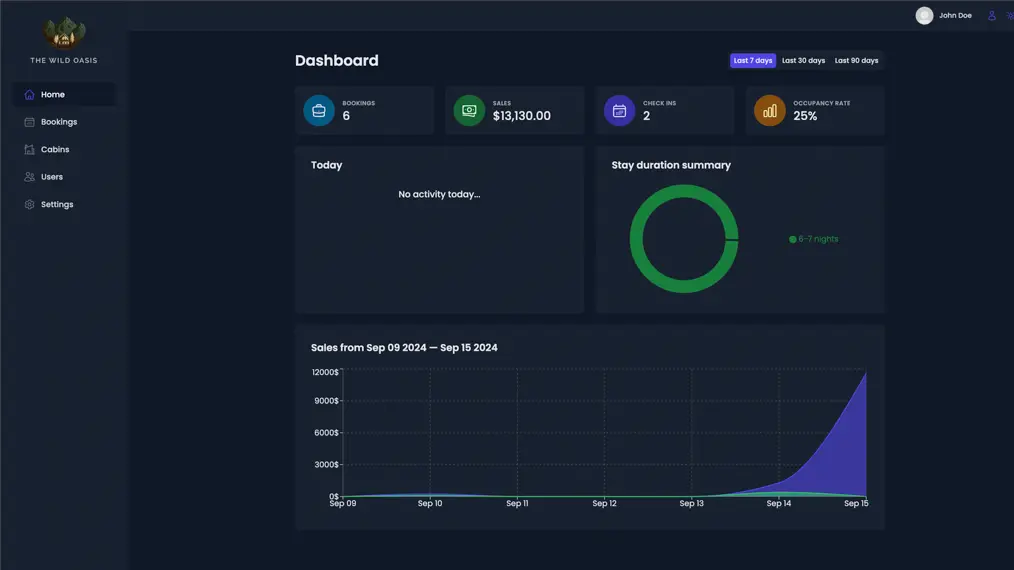 THE WILD OASIS
Home
Bookings
Cabins
Users
Settings
John Doe
Dashboard
Last 7 days Last 30 days Last 90 days
BOOKINGS
6
SALES
$13,130.00
CHECK INS
2
OCCUPANCY RATE
25%
Today
No activity today...
Stay duration summary
6-7 nights
Sales from Sep 09 2024 — Sep 15 2024
12000$
9000$
6000$
3000$
0$
Sep 09 Sep 10 Sep 11 Sep 12 Sep 13 Sep 14 Sep 15